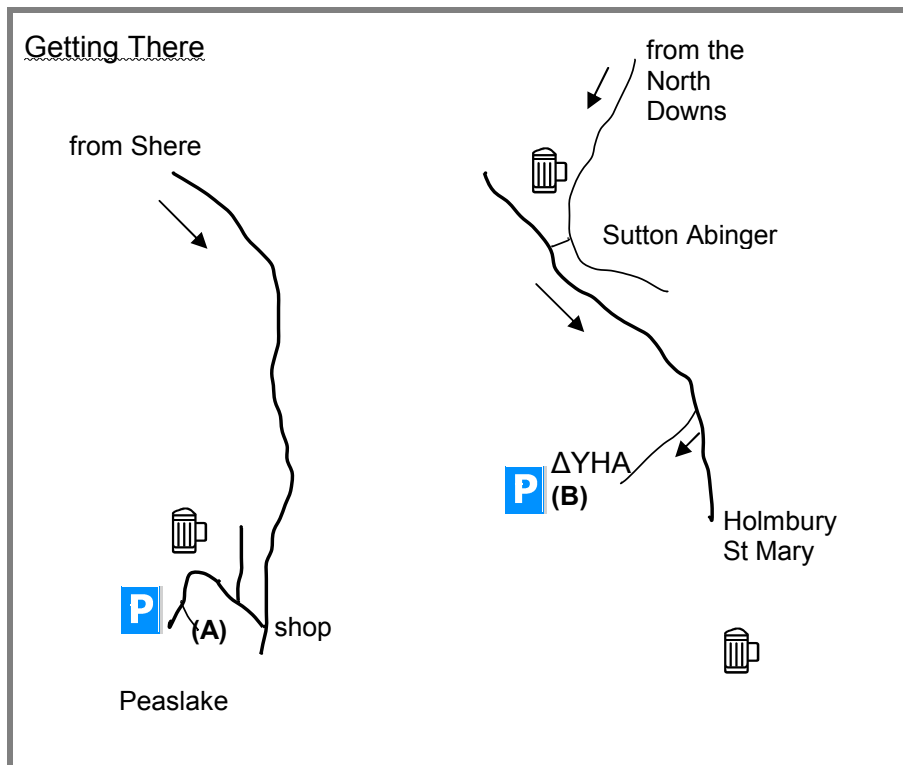 Getting There
from the
North
Downs
from Shere
Sutton Abinger
P
ΔYHA
(B)
Holmbury
St Mary
P
(A)
shop
Peaslake